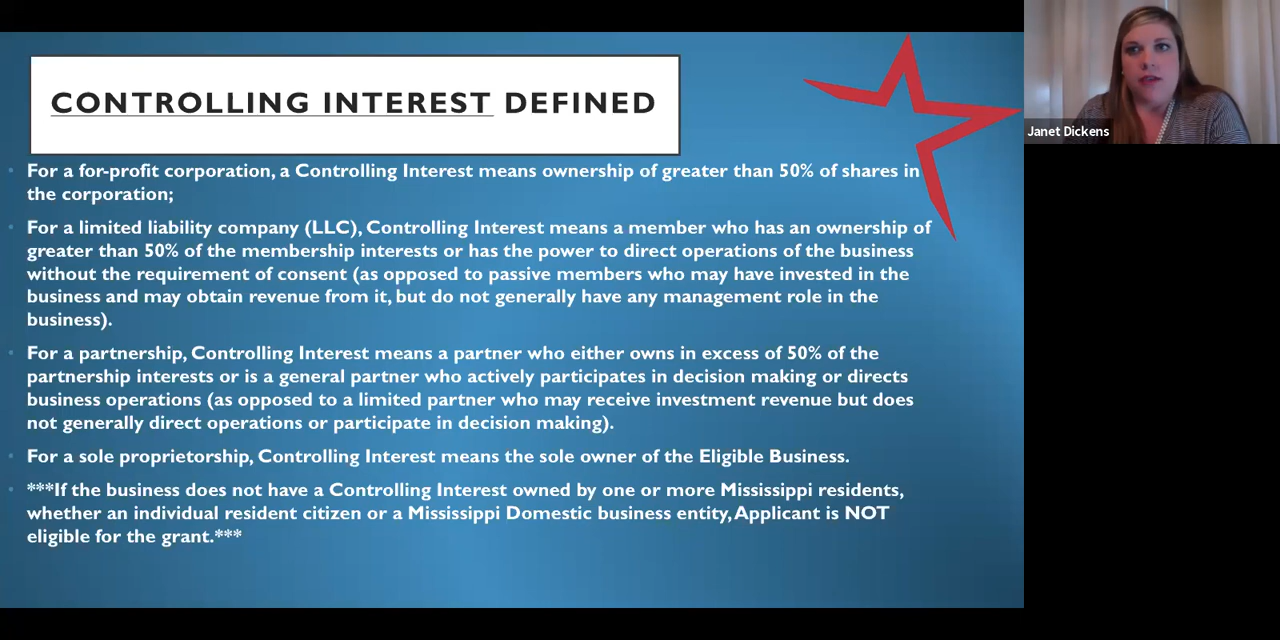 CONTROLLING INTEREST DEFINED
For a for-profit corporation, a Controlling Interest means ownership of greater than 50% of shares in
the corporation;
For a limited liability company (LLC), Controlling Interest means a member who has an ownership of
greater than 50% of the membership interests or has the power to direct operations of the business
without the requirement of consent (as opposed to passive members who may have invested in the
business and may obtain revenue from it, but do not generally have any management role in the
business).
For a partnership, Controlling Interest means a partner who either owns in excess of 50% of the
partnership interests or is a general partner who actively participates in decision making or directs
business operations (as opposed to a limited partner who may receive investment revenue but does
not generally direct operations or participate in decision making).
For a sole proprietorship, Controlling Interest means the sole owner of the Eligible Business.
***If the business does not have a Controlling Interest owned by one or more Mississippi residents,
whether an individual resident citizen or a Mississippi Domestic business entity, Applicant is NOT
eligible for the grant.***
Janet Dickens